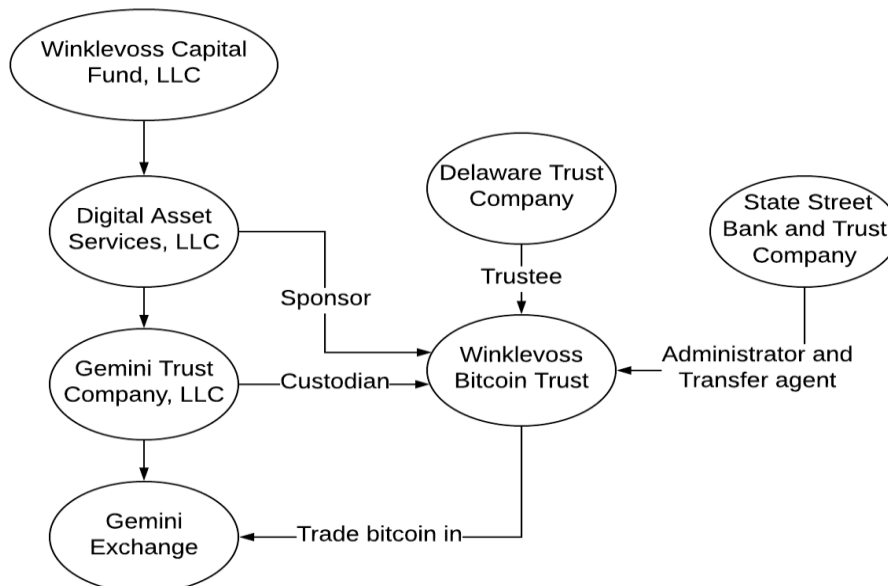 Winklevoss Capital
Fund, LLC
Delaware Trust
Company
State Street
Bank and Trust
Company
Digital Asset
Services, LLC
Trustee
Sponsor
Gemini Trust
Company, LLC
Custodian
Winklevoss
Bitcoin Trust
Administrator and
Transfer agent
Gemini
Exchange
Trade bitcoin in